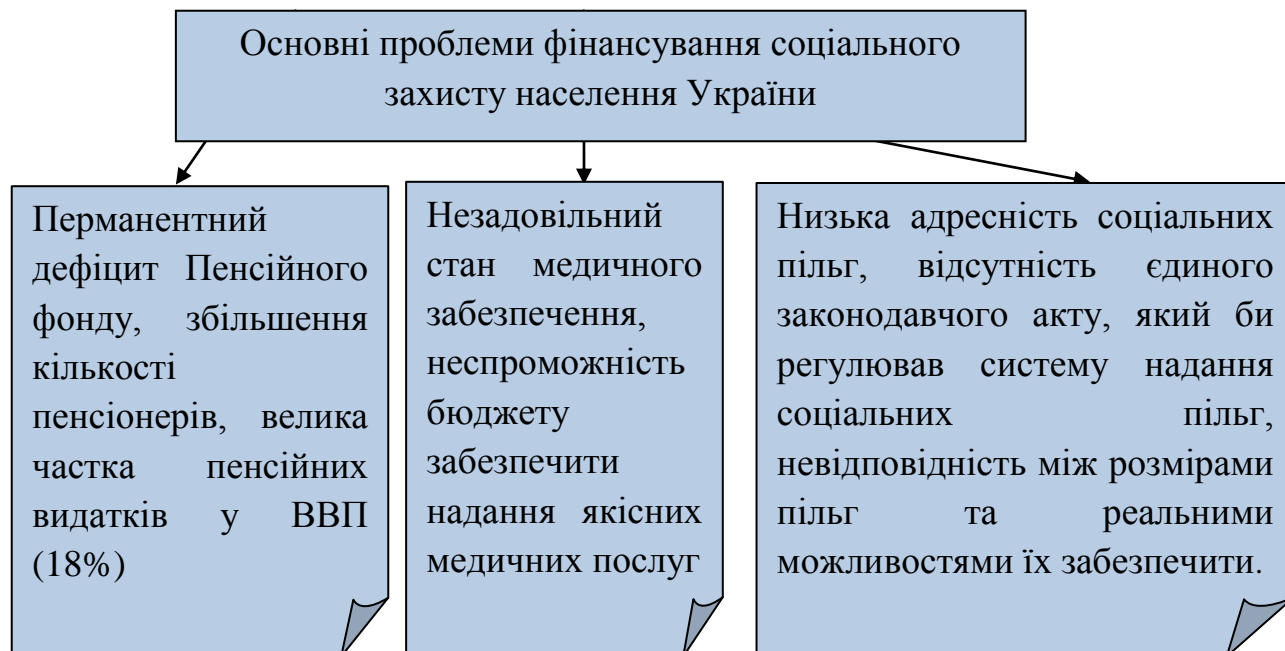 Основні проблеми фінансування соціального
захисту населення України
Перманентний
дефіцит Пенсійного
фонду, збільшення
кількості
пенсіонерів, велика
частка пенсійних
видатків у ВВП
(18%)
Незадовільний
стан медичного
забезпечення,
неспроможність
бюджету
забезпечити
надання якісних
медичних послуг
Низька адресність соціальних
пільг, відсутність єдиного
законодавчого акту, який би
регулював систему надання
соціальних пільг,
невідповідність між розмірами
пільг та реальними
можливостями їх забезпечити.